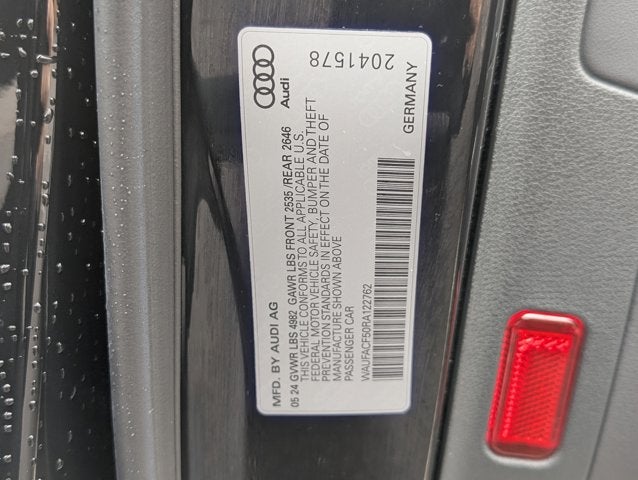 2041578
Audi
MFD. BY AUDI AG
GERMANY
05 24 GVWR LBS 4982 GAWR LBS FRONT 2535 /REAR 2646
THIS VEHICLE CONFORMS TO ALL APPLICABLE U.S.
FEDERAL MOTOR VEHICLE SAFETY, BUMPER AND THEFT
PREVENTION STANDARDS IN EFFECT ON THE DATE OF
MANUFACTURE SHOWN ABOVE
PASSENGER CAR
WAUFACF50RA122762